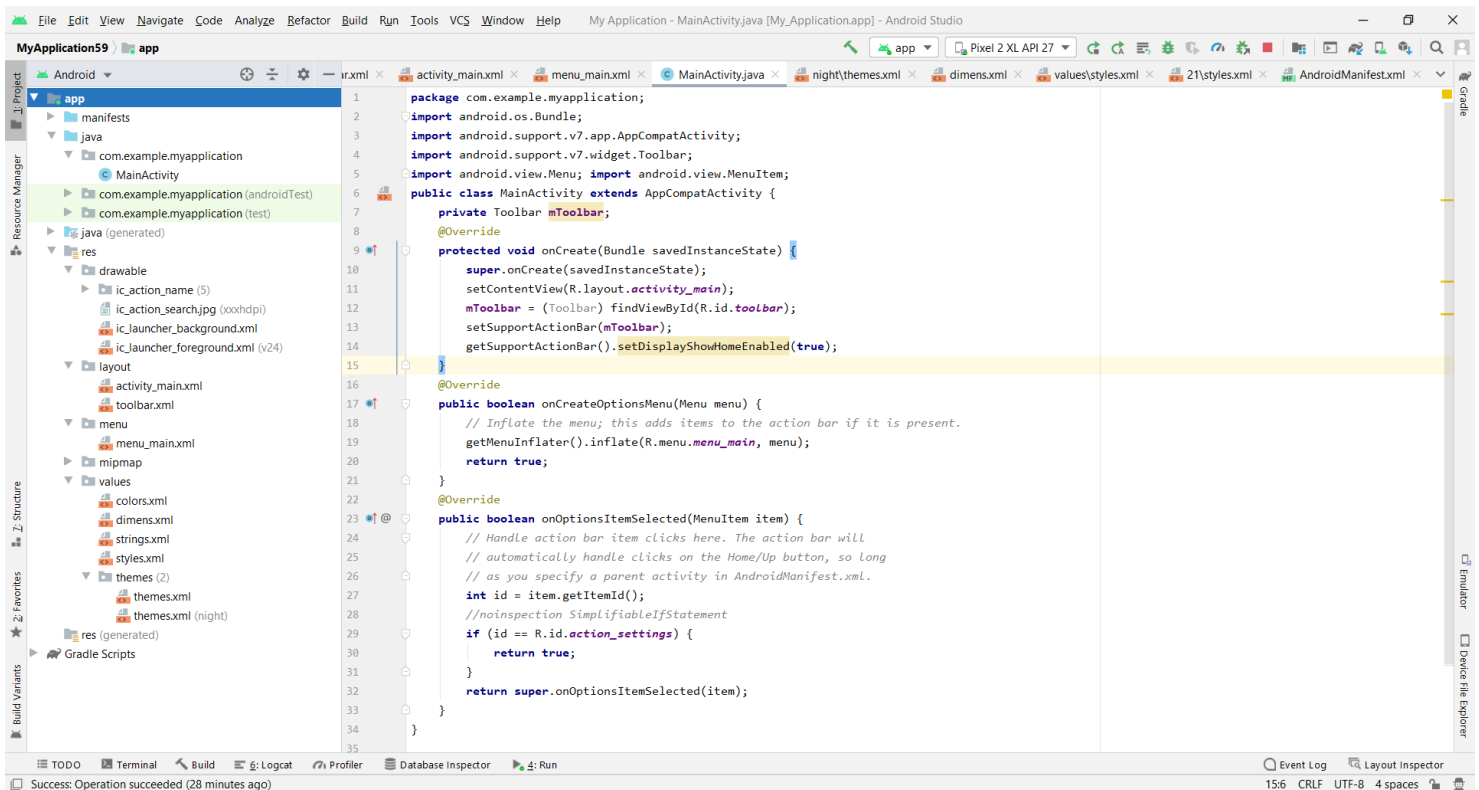 File Edit View Navigate Code Analyze Refactor Build Run Tools VCS Window Help My Application - MainActivity.java [My_Application.app] - Android Studio
MyApplication59 app
app Pixel 2 XL API 27
Android
ar.xml activity_main.xml menu_main.xml MainActivity.java night\themes.xml dimens.xml values\styles.xml 21\styles.xml AndroidManifest.xml
1: Project
Resource Manager
7: Structure
2: Favorites
Build Variants
app
manifests
java
com.example.myapplication
MainActivity
com.example.myapplication (androidTest)
com.example.myapplication (test)
java (generated)
res
drawable
ic_action_name (5)
ic_action_search.jpg (xxxhdpi)
ic_launcher_background.xml
ic_launcher_foreground.xml (v24)
layout
activity_main.xml
toolbar.xml
menu
menu_main.xml
mipmap
values
colors.xml
dimens.xml
strings.xml
styles.xml
themes (2)
themes.xml
themes.xml (night)
res (generated)
Gradle Scripts
1 package com.example.myapplication;
2 import android.os.Bundle;
3 import android.support.v7.app.AppCompatActivity;
4 import android.support.v7.widget.Toolbar;
5 import android.view.Menu; import android.view.MenuItem;
6 public class MainActivity extends AppCompatActivity {
7 private Toolbar mToolbar;
8 @Override
9 protected void onCreate(Bundle savedInstanceState) {
10 super.onCreate(savedInstanceState);
11 setContentView(R.layout.activity_main);
12 mToolbar = (Toolbar) findViewById(R.id.toolbar);
13 setSupportActionBar(mToolbar);
14 getSupportActionBar().setDisplayShowHomeEnabled(true);
15 }
16 @Override
17 public boolean onCreateOptionsMenu(Menu menu) {
18 // Inflate the menu; this adds items to the action bar if it is present.
19 getMenuInflater().inflate(R.menu.menu_main, menu);
20 return true;
21 }
22 @Override
23 @ public boolean onOptionsItemSelected(MenuItem item) {
24 // Handle action bar item clicks here. The action bar will
25 // automatically handle clicks on the Home/Up button, so long
26 // as you specify a parent activity in AndroidManifest.xml.
27 int id = item.getItemId();
28 //noinspection SimplifiableIfStatement
29 if (id == R.id.action_settings) {
30 return true;
31 }
32 return super.onOptionsItemSelected(item);
33 }
34 }
35
Gradle
Emulator
Device File Explorer
TODO Terminal Build 6: Logcat Profiler Database Inspector 4: Run Event Log Layout Inspector
Success: Operation succeeded (28 minutes ago) 15:6 CRLF UTF-8 4 spaces